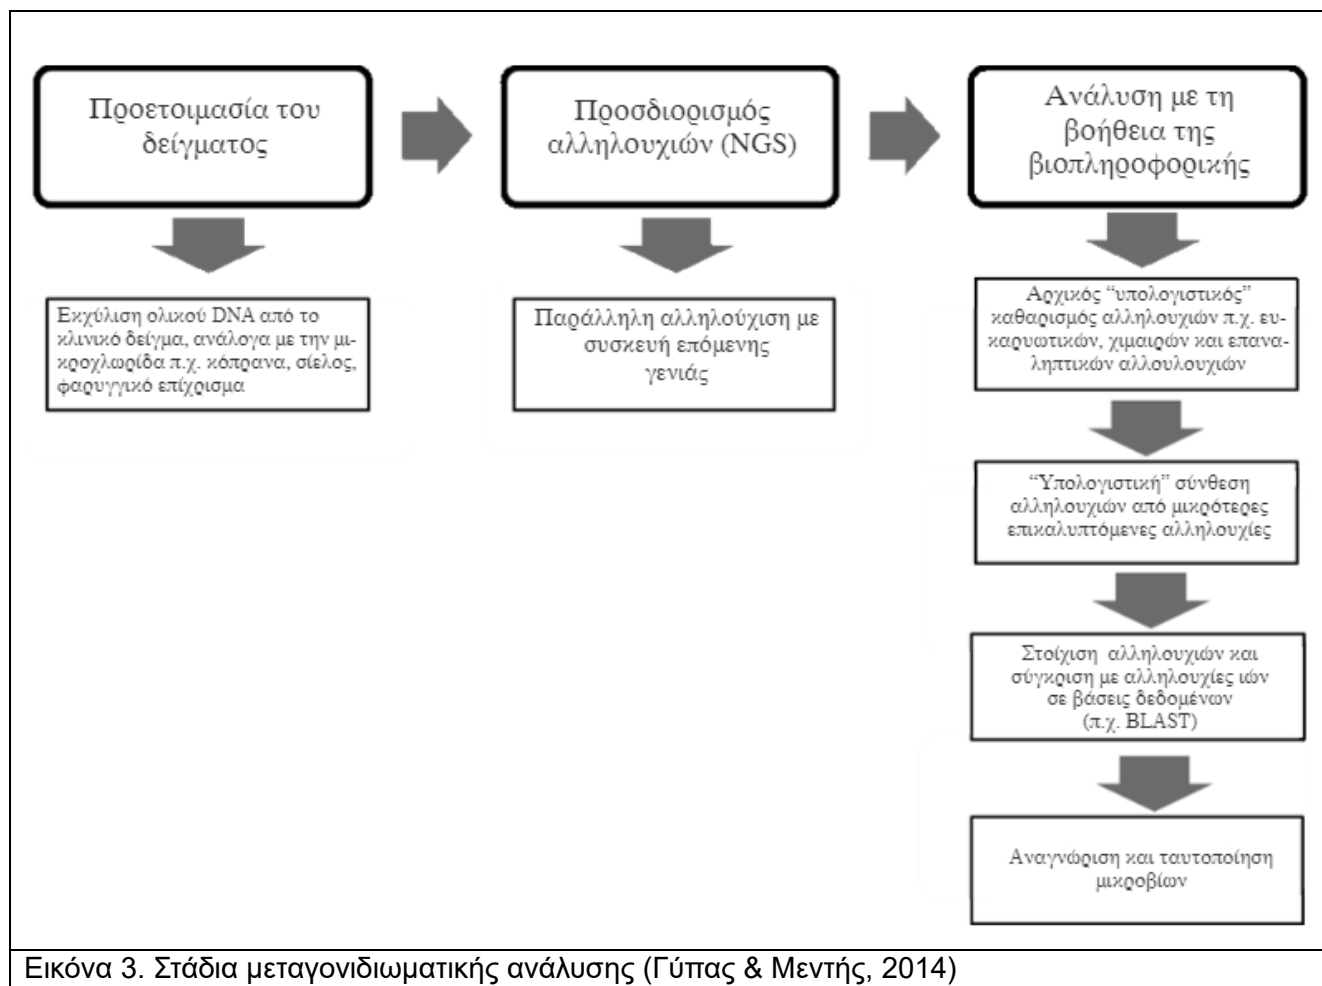 Προετοιμασία του
δείγματος
Προσδιορισμός
αλληλουχιών (NGS)
Ανάλυση με τη
βοήθεια της
βιοπληροφορικής
Εκχύλιση ολικού DNA από το
κλινικό δείγμα, ανάλογα με την μι-
κροχλωρίδα π.χ. κόπρανα, σίελος,
φαρυγγικό επίχρισμα
Παράλληλη αλληλούχιση με
συσκευή επόμενης
γενιάς
Αρχικός “υπολογιστικός”
καθαρισμός αλληλουχιών π.χ. ευ-
καρυωτικών, χιμαιρών και επανα-
ληπτικών αλλουλουχιών
“Υπολογιστική” σύνθεση
αλληλουχιών από μικρότερες
επικαλυπτόμενες αλληλουχίες
Στοίχιση αλληλουχιών και
σύγκριση με αλληλουχίες ιών
σε βάσεις δεδομένων
(π.χ. BLAST)
Αναγνώριση και ταυτοποίηση
μικροβίων
Εικόνα 3. Στάδια μεταγονιδιωματικής ανάλυσης (Γύπας & Μεντής, 2014)